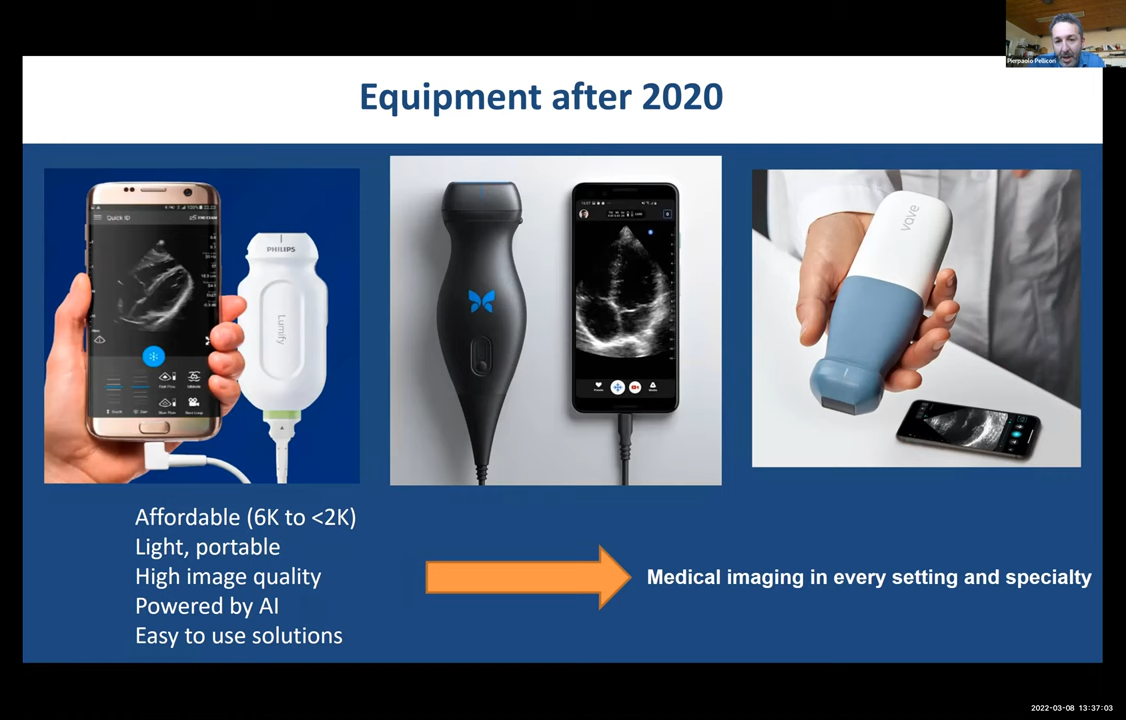 Pierpaolo Pellicori
Equipment after 2020
Quick ID
PHILIPS
Lumify
vave
Affordable (6K to <2K)
Light, portable
High image quality
Powered by AI
Easy to use solutions
Medical imaging in every setting and specialty
2022-03-08 13:37:03